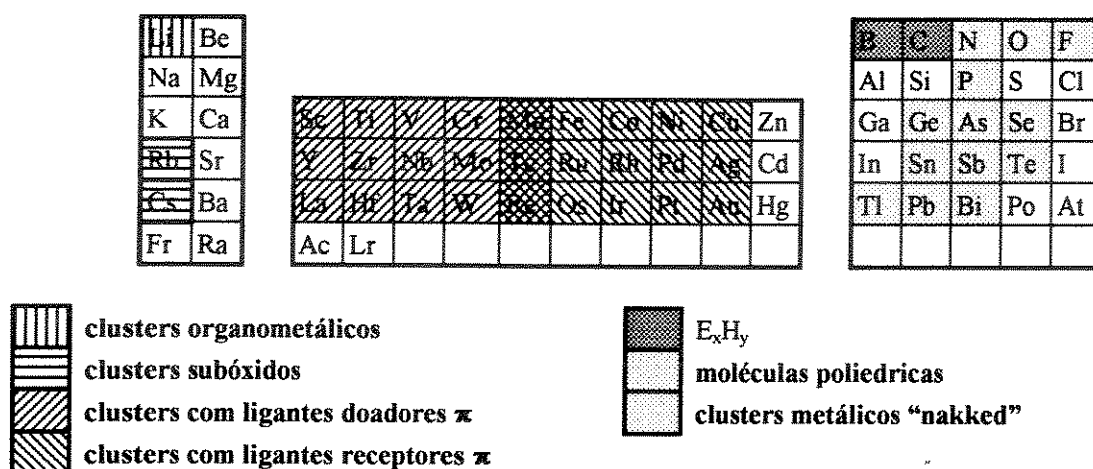 Li Be
Na Mg
K Ca
Rb Sr
Cs Ba
Fr Ra
Sc Ti V Cr Mn Fe Co Ni Cu Zn
Y Zr Nb Mo Tc Ru Rh Pd Ag Cd
La Hf Ta W Re Os Ir Pt Au Hg
Ac Lr
B C N O F
Al Si P S Cl
Ga Ge As Se Br
In Sn Sb Te I
Tl Pb Bi Po At
clusters organometálicos
clusters subóxidos
clusters com ligantes doadores π
clusters com ligantes receptores π
ExHy
moléculas poliedricas
clusters metálicos “nakked”